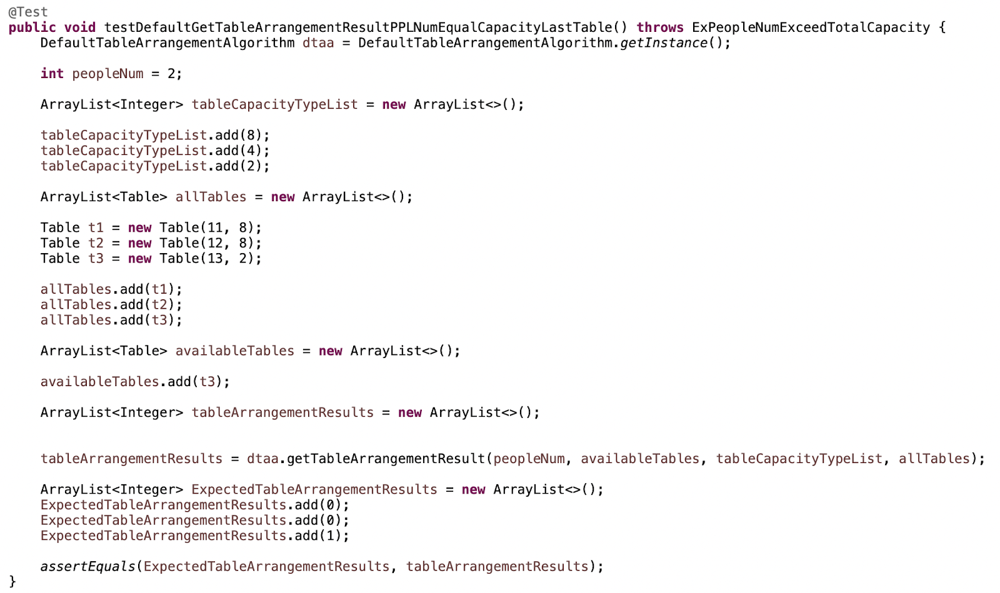 @Test
public void testDefaultGetTableArrangementResultPPLNumEqualCapacityLastTable() throws ExPeopleNumExceedTotalCapacity {
    DefaultTableArrangementAlgorithm dtaa = DefaultTableArrangementAlgorithm.getInstance();

    int peopleNum = 2;

    ArrayList<Integer> tableCapacityTypeList = new ArrayList<>();

    tableCapacityTypeList.add(8);
    tableCapacityTypeList.add(4);
    tableCapacityTypeList.add(2);

    ArrayList<Table> allTables = new ArrayList<>();

    Table t1 = new Table(11, 8);
    Table t2 = new Table(12, 8);
    Table t3 = new Table(13, 2);

    allTables.add(t1);
    allTables.add(t2);
    allTables.add(t3);

    ArrayList<Table> availableTables = new ArrayList<>();

    availableTables.add(t3);

    ArrayList<Integer> tableArrangementResults = new ArrayList<>();


    tableArrangementResults = dtaa.getTableArrangementResult(peopleNum, availableTables, tableCapacityTypeList, allTables);

    ArrayList<Integer> ExpectedTableArrangementResults = new ArrayList<>();
    ExpectedTableArrangementResults.add(0);
    ExpectedTableArrangementResults.add(0);
    ExpectedTableArrangementResults.add(1);

    assertEquals(ExpectedTableArrangementResults, tableArrangementResults);
}